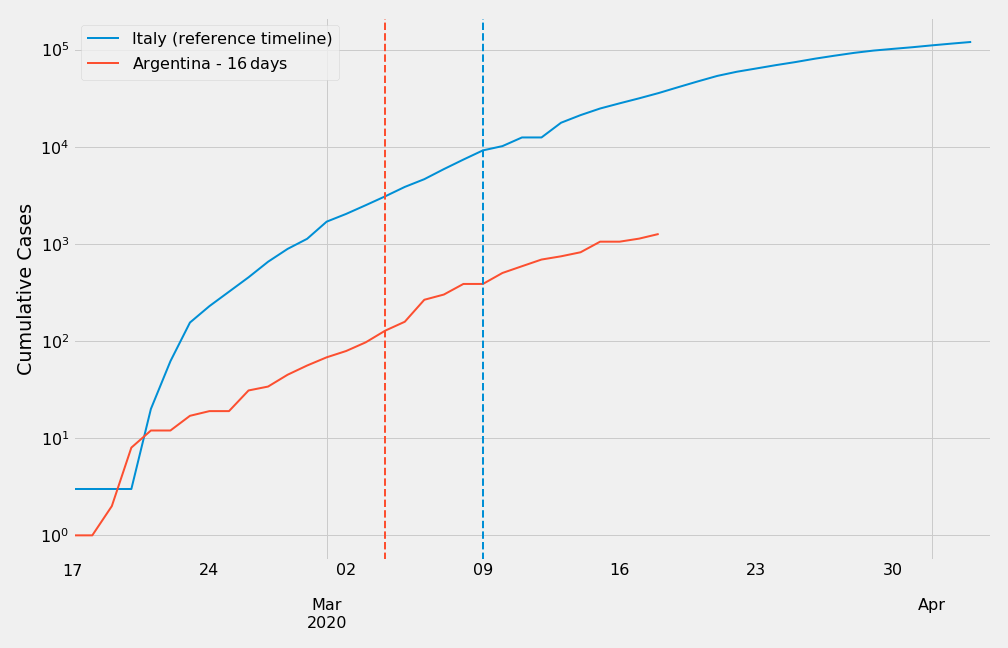 Italy (reference timeline)
Argentina - 16 days
Cumulative Cases
10⁵
10⁴
10³
10²
10¹
10⁰
17
24
02
09
16
23
30
Mar
2020
Apr